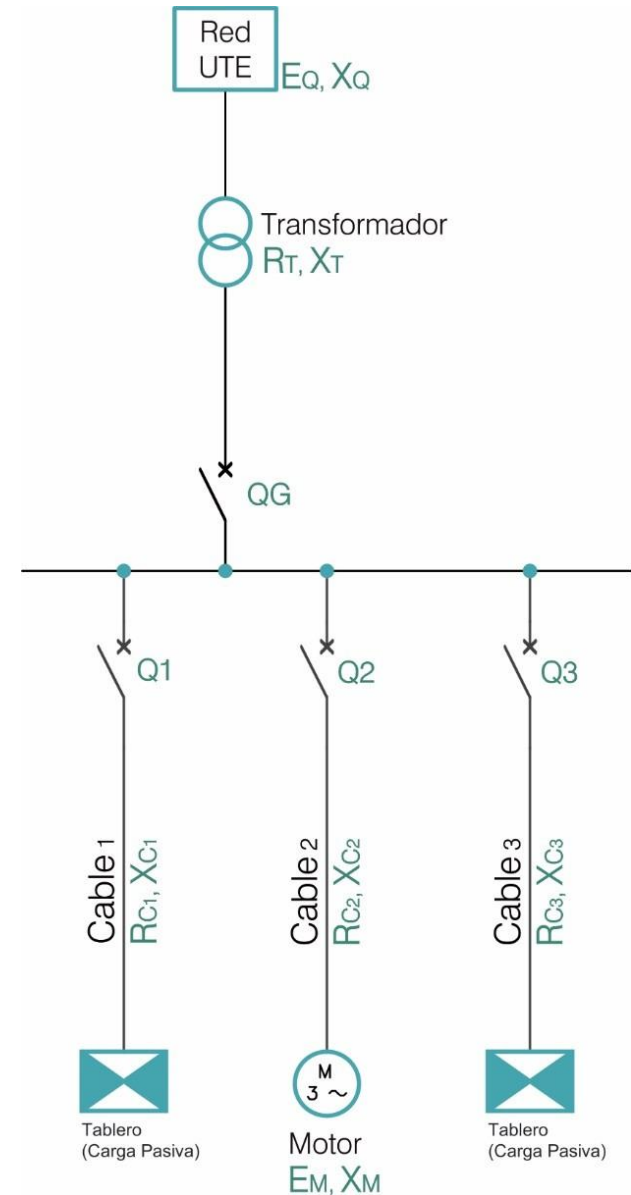 Red
UTE
EQ, XQ
Transformador
RT, XT
QG
Q1
Q2
Q3
Cable 1
RC1, XC1
Cable 2
RC2, XC2
Cable 3
RC3, XC3
M
3 ~
Tablero
(Carga Pasiva)
Motor
EM, XM
Tablero
(Carga Pasiva)